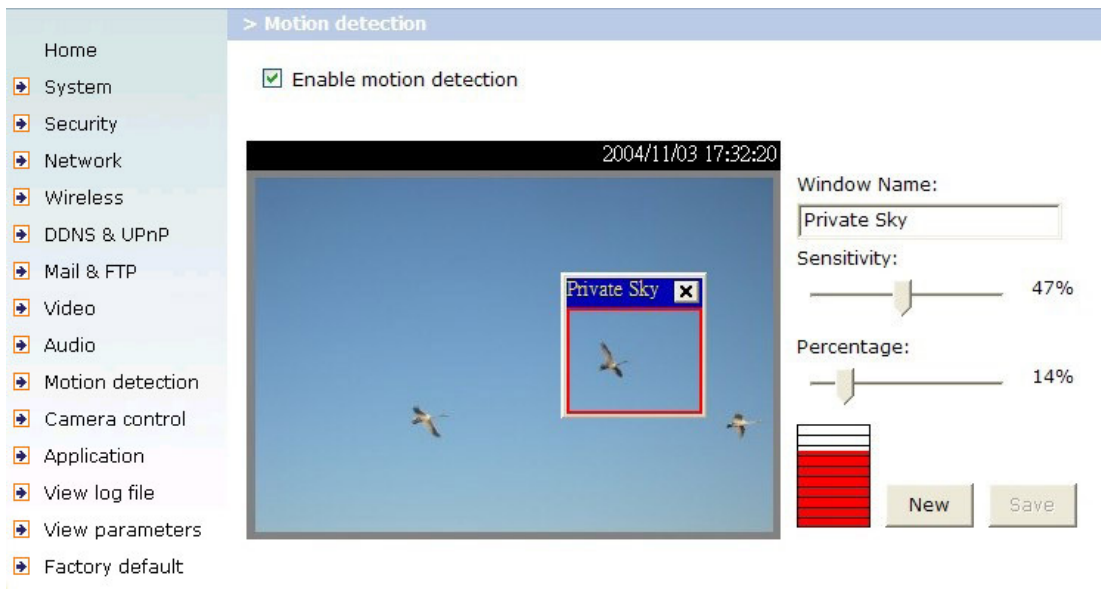 > Motion detection
Home
System
Security
Network
Wireless
DDNS & UPnP
Mail & FTP
Video
Audio
Motion detection
Camera control
Application
View log file
View parameters
Factory default
Enable motion detection
2004/11/03 17:32:20
Private Sky
Window Name:
Private Sky
Sensitivity:
47%
Percentage:
14%
New
Save